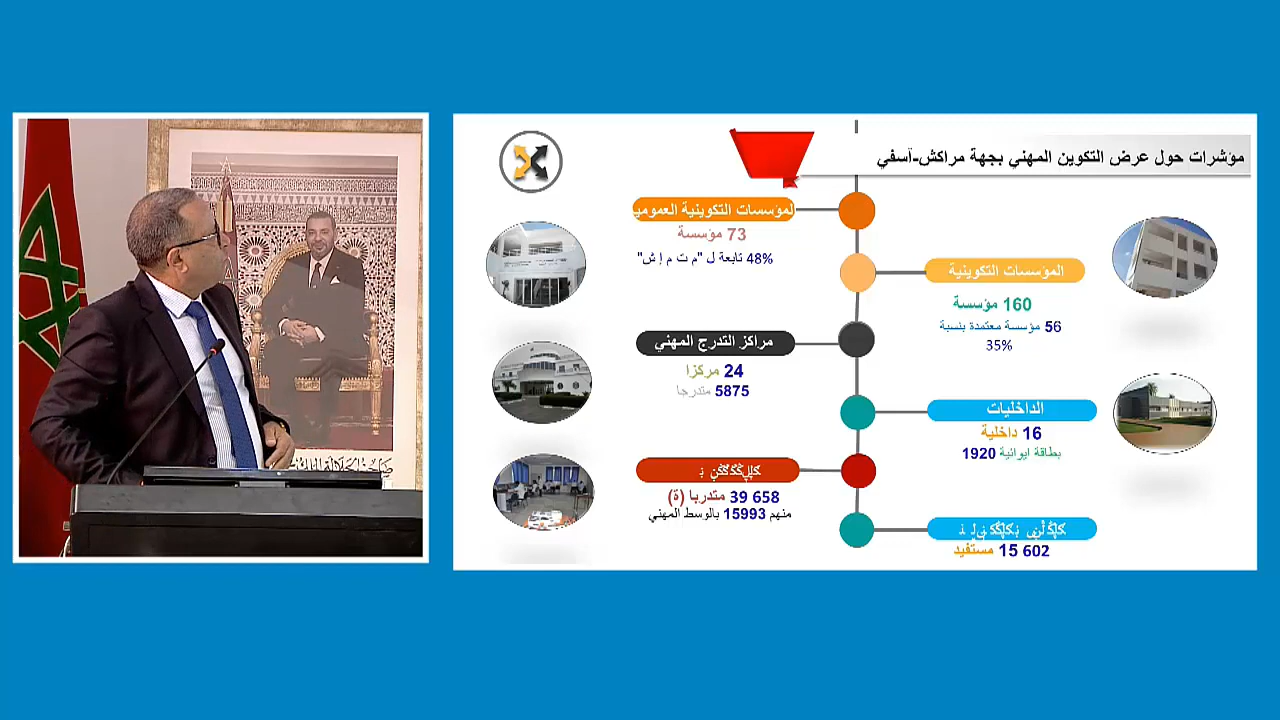 مؤشرات حول عرض التكوين المهني بجهة مراكش-آسفي
لمؤسسات التكوينية العمومي
73 مؤسسة
48% تابعة ل "م ت م إ ش"
المؤسسات التكوينية
160 مؤسسة
56 مؤسسة معتمدة بنسبة
35%
مراكز التدرج المهني
24 مركزا
5875 متدرجا
الداخليات
16 داخلية
1920 بطاقة ايوائية
39 658 متدربا (ة)
منهم 15993 بالوسط المهني
15 602 مستفيد